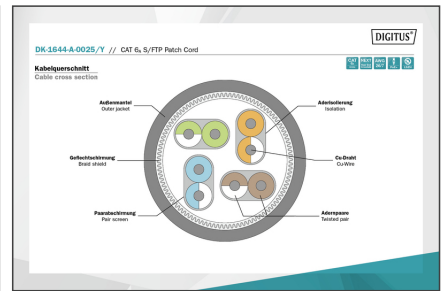 DIGITUS®
DK-1644-A-0025/Y // CAT 6A S/FTP Patch Cord
Kabelquerschnitt
Cable cross section
Außenmantel
Outer jacket
Aderisolierung
Isolation
Geflechtschirmung
Braid shield
Cu-Draht
Cu-Wire
Paarabschirmung
Pair screen
Adernpaare
Twisted pair